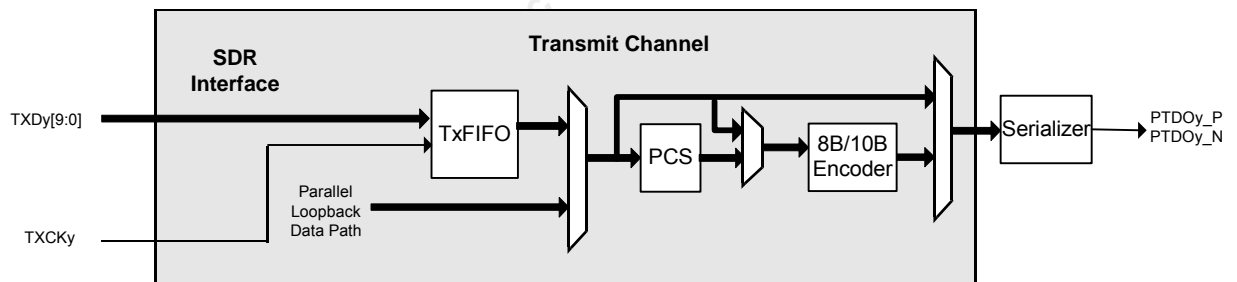 Transmit Channel
SDR
Interface
TXDy[9:0]
TxFIFO
PCS
8B/10B
Encoder
Serializer
PTDOy_P
PTDOy_N
Parallel
Loopback
Data Path
TXCKy